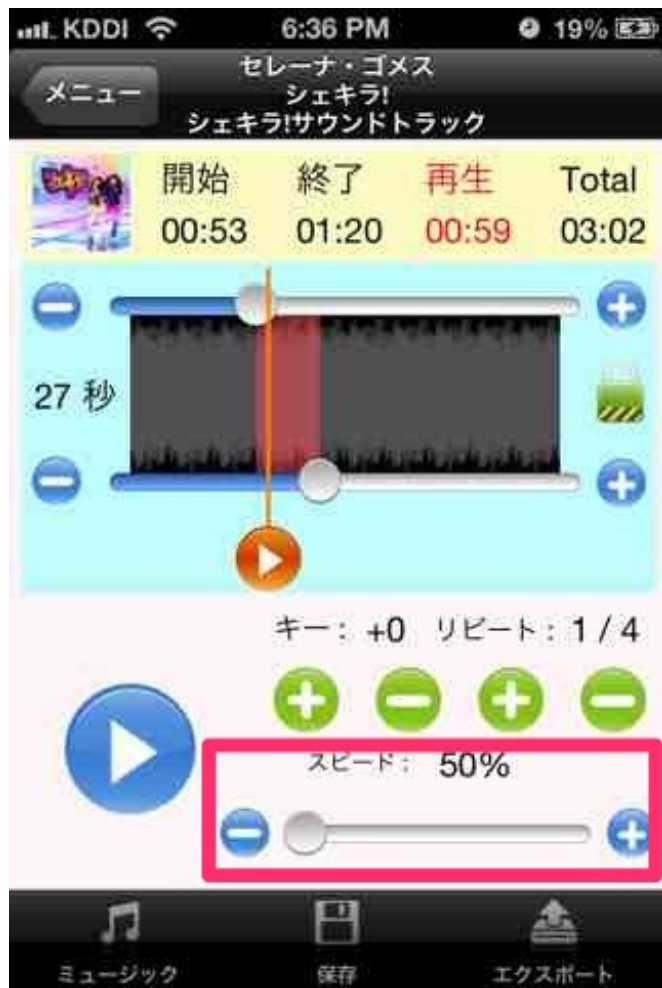 KDDI 6:36 PM 19%
セレーナ・ゴメス
メニュー シェキラ!
シェキラ!サウンドトラック
開始 終了 再生 Total
00:53 01:20 00:59 03:02
27 秒
キー: +0 リピート: 1 / 4
スピード: 50%
ミュージック 保存 エクスポート